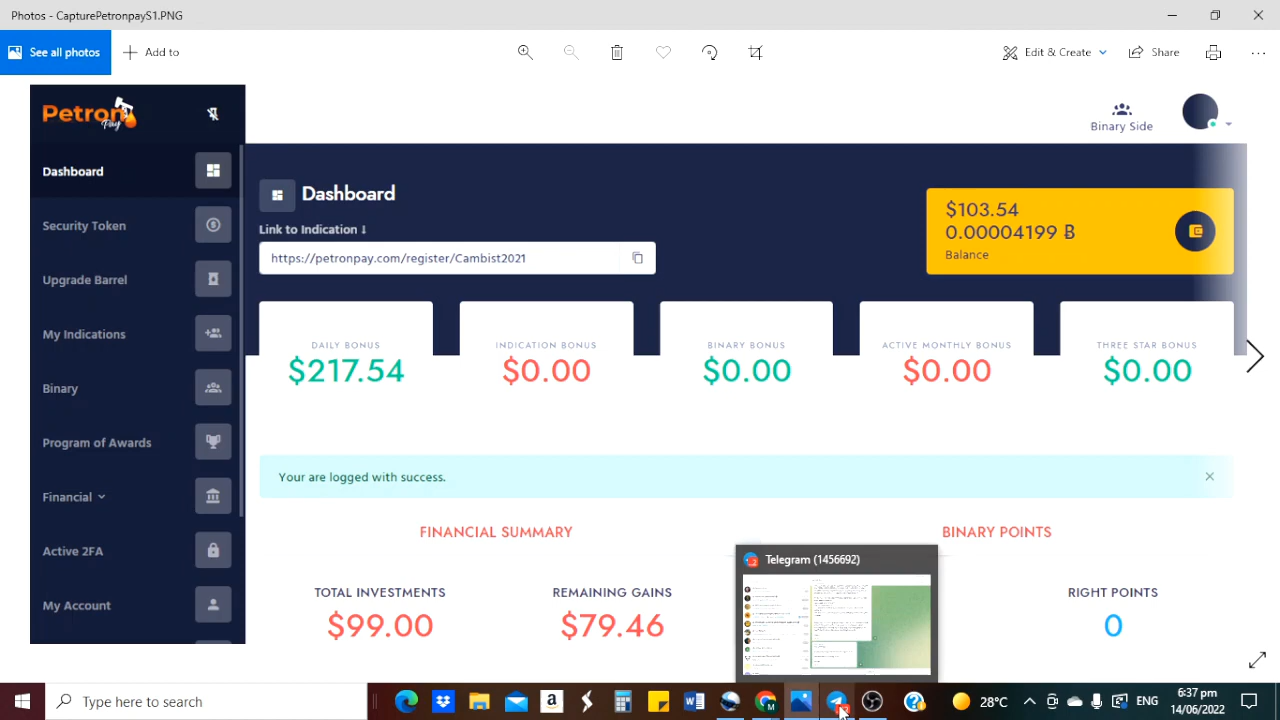 Photos - CapturePetronpayS1.PNG
See all photos
Add to
Edit & Create
Share
Petron
Pay
Binary Side
Dashboard
Security Token
Upgrade Barrel
My Indications
Binary
Program of Awards
Financial
Active 2FA
My Account
Dashboard
Link to Indication
https://petronpay.com/register/Cambist2021
$103.54
0.00004199 Ƀ
Balance
DAILY BONUS
$217.54
INDICATION BONUS
$0.00
BINARY BONUS
$0.00
ACTIVE MONTHLY BONUS
$0.00
THREE STAR BONUS
$0.00
Your are logged with success.
FINANCIAL SUMMARY
BINARY POINTS
TOTAL INVESTMENTS
$99.00
REMAINING GAINS
$79.46
RIGHT POINTS
0
Telegram (1456692)
Type here to search
28°C
ENG
6:37 pm
14/06/2022